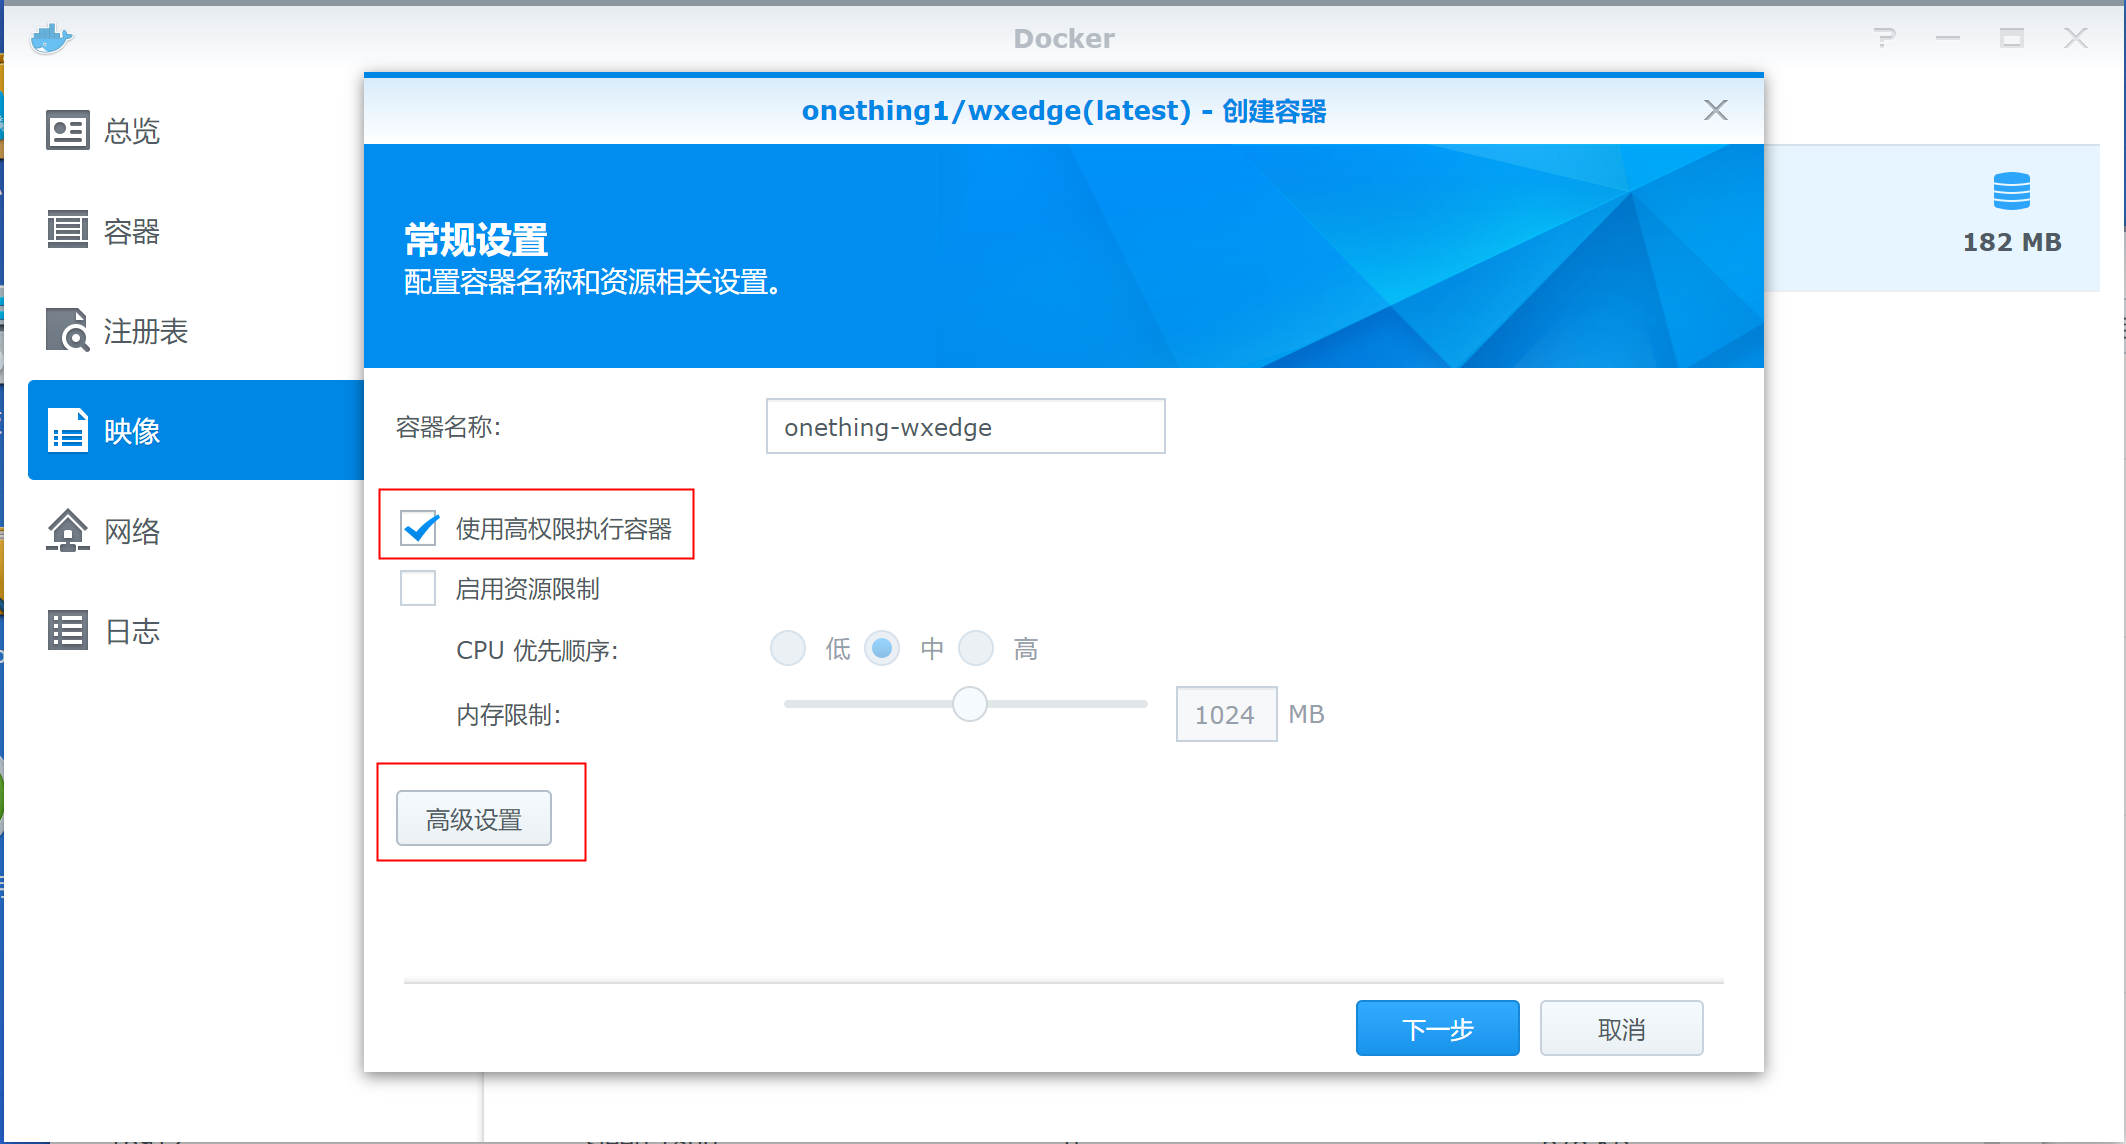 Docker
总览
容器
注册表
映像
网络
日志
onething1/wxedge(latest) - 创建容器
182 MB
常规设置
配置容器名称和资源相关设置。
容器名称:
onething-wxedge
使用高权限执行容器
启用资源限制
CPU 优先顺序:
低 中 高
内存限制:
1024 MB
高级设置
下一步 取消